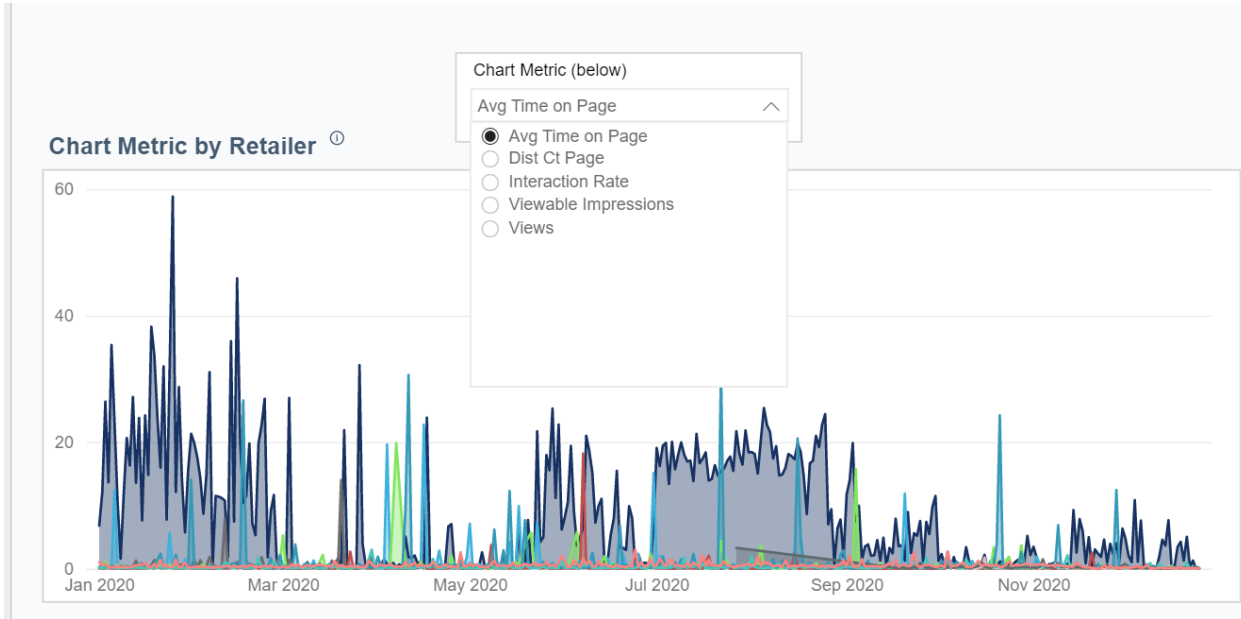 Chart Metric (below)
Avg Time on Page
Avg Time on Page
Dist Ct Page
Interaction Rate
Viewable Impressions
Views
Chart Metric by Retailer
60
40
20
0
Jan 2020 Mar 2020 May 2020 Jul 2020 Sep 2020 Nov 2020